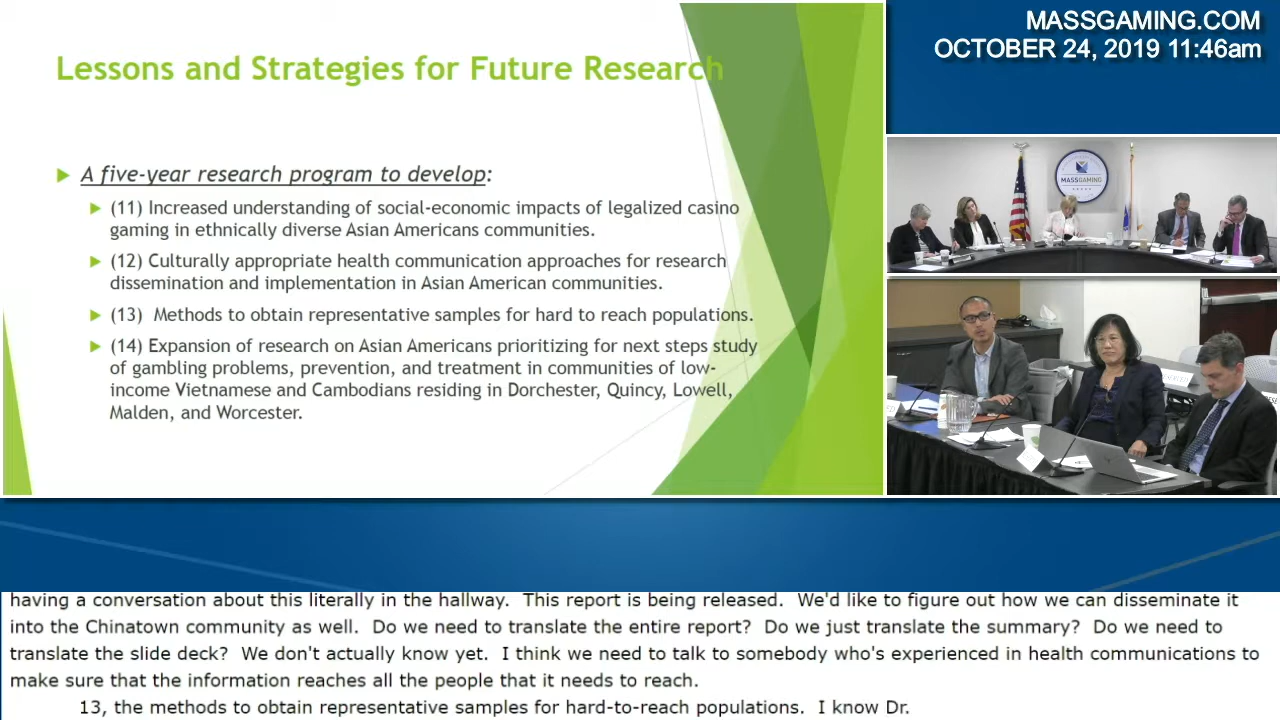 Lessons and Strategies for Future Research
A five-year research program to develop:
(11) Increased understanding of social-economic impacts of legalized casino
gaming in ethnically diverse Asian Americans communities.
(12) Culturally appropriate health communication approaches for research
dissemination and implementation in Asian American communities.
(13) Methods to obtain representative samples for hard to reach populations.
(14) Expansion of research on Asian Americans prioritizing for next steps study
of gambling problems, prevention, and treatment in communities of low-
income Vietnamese and Cambodians residing in Dorchester, Quincy, Lowell,
Malden, and Worcester.
MASSGAMING.COM
OCTOBER 24, 2019 11:46am
MASSGAMING
having a conversation about this literally in the hallway. This report is being released. We'd like to figure out how we can disseminate it
into the Chinatown community as well. Do we need to translate the entire report? Do we just translate the summary? Do we need to
translate the slide deck? We don't actually know yet. I think we need to talk to somebody who's experienced in health communications to
make sure that the information reaches all the people that it needs to reach.
13, the methods to obtain representative samples for hard-to-reach populations. I know Dr.